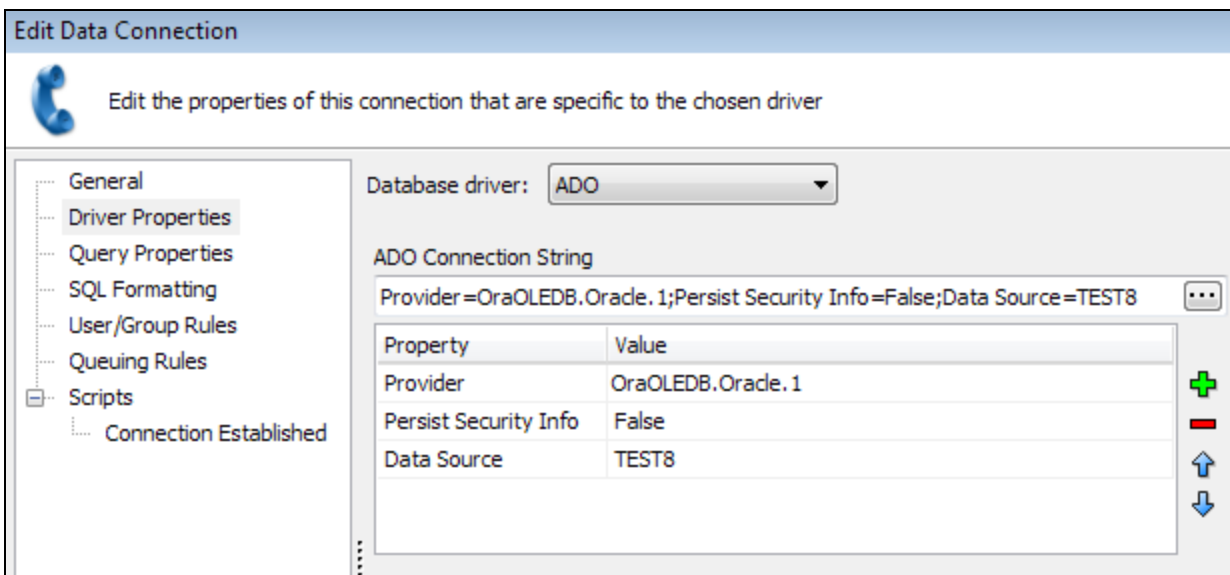 Edit Data Connection
Edit the properties of this connection that are specific to the chosen driver
General
Driver Properties
Query Properties
SQL Formatting
User/Group Rules
Queuing Rules
Scripts
Connection Established
Database driver: ADO
ADO Connection String
Provider=OraOLEDB.Oracle.1;Persist Security Info=False;Data Source=TEST8
Property Value
Provider OraOLEDB.Oracle.1
Persist Security Info False
Data Source TEST8